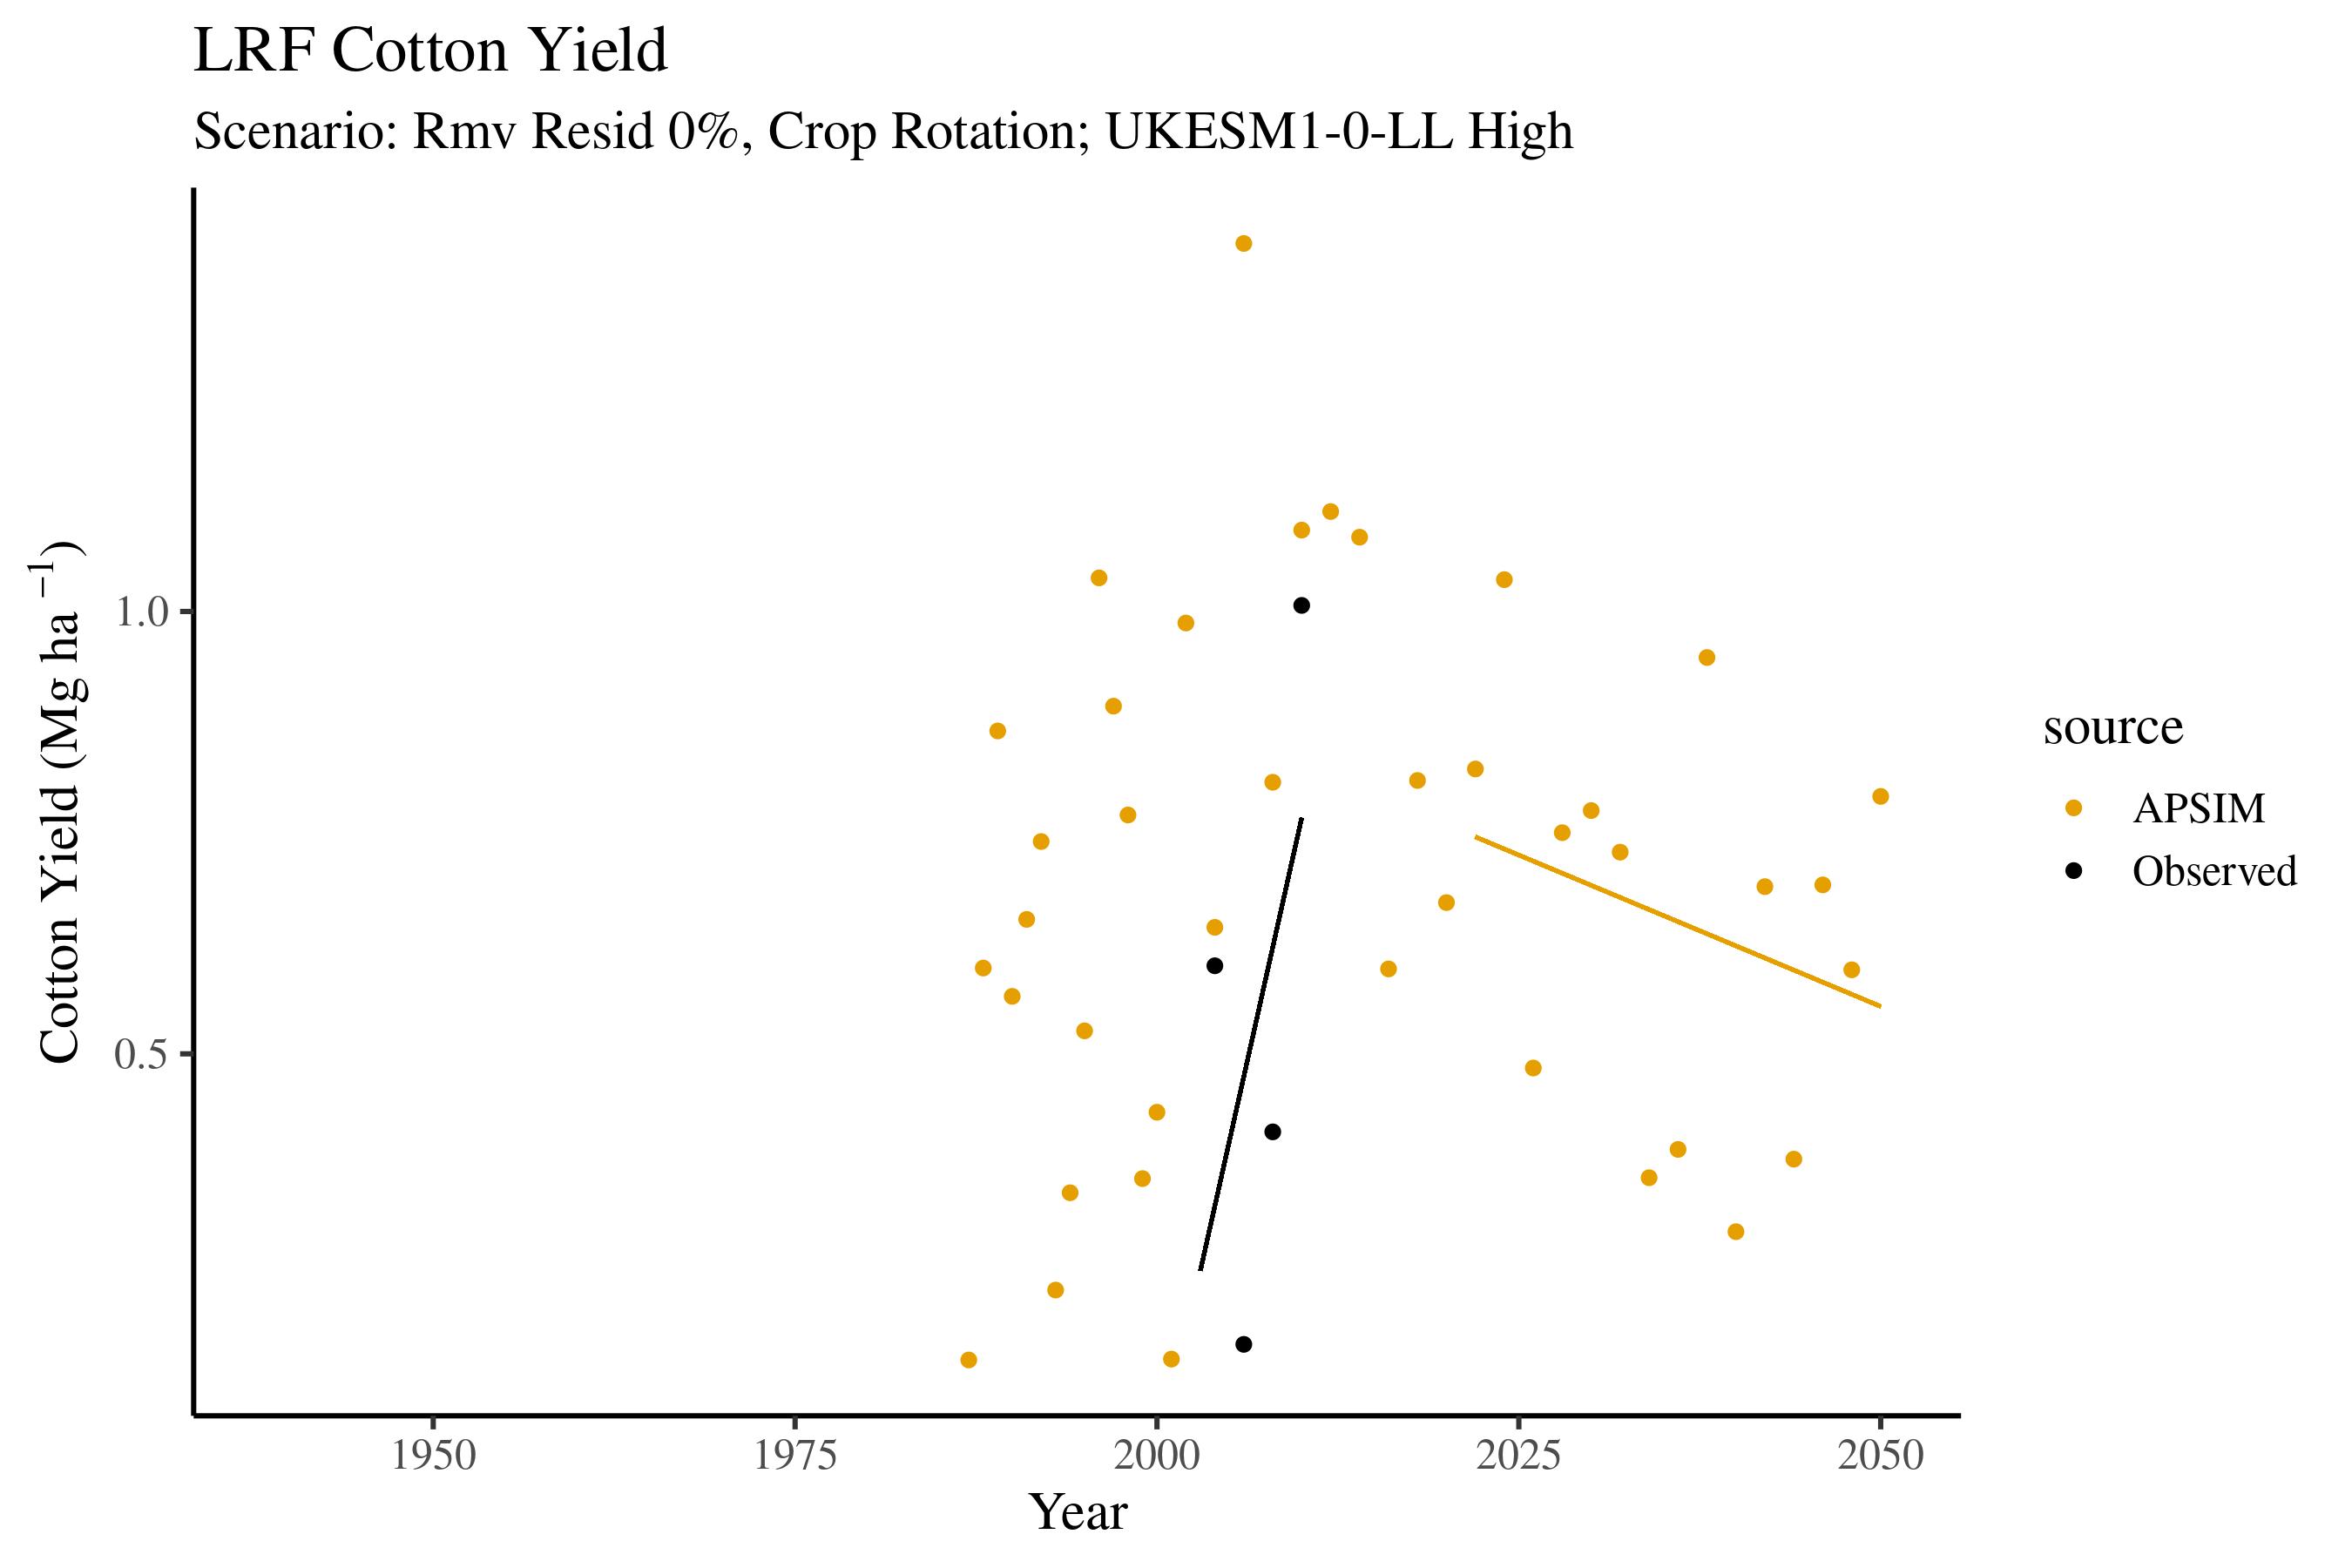 LRF Cotton Yield
Scenario: Rmv Resid 0%, Crop Rotation; UKESM1-0-LL High
Cotton Yield (Mg ha −1)
1.0
0.5
1950
1975
2000
2025
2050
Year
source
APSIM
Observed